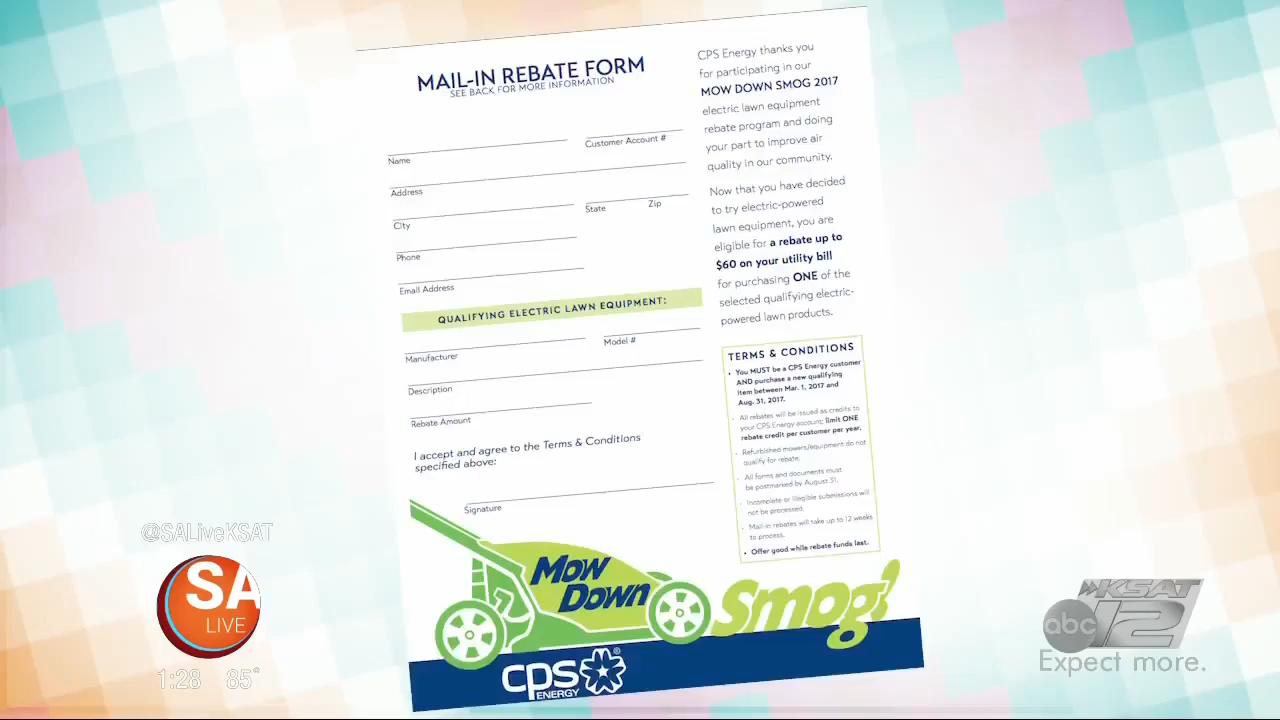 MAIL-IN REBATE FORM
SEE BACK FOR MORE INFORMATION
Name
Customer Account #
Address
City
State
Zip
Phone
Email Address
QUALIFYING ELECTRIC LAWN EQUIPMENT:
Manufacturer
Model #
Description
Rebate Amount
I accept and agree to the Terms & Conditions
specified above:
Signature
CPS Energy thanks you
for participating in our
MOW DOWN SMOG 2017
electric lawn equipment
rebate program and doing
your part to improve air
quality in our community.
Now that you have decided
to try electric-powered
lawn equipment, you are
eligible for a rebate up to
$60 on your utility bill
for purchasing ONE of the
selected qualifying electric-
powered lawn products.
TERMS & CONDITIONS
• You MUST be a CPS Energy customer
AND purchase a new qualifying
item between Mar. 1, 2017 and
Aug. 31, 2017.
• All rebates will be issued as credits to
your CPS Energy account; limit ONE
rebate credit per customer per year.
• Refurbished mowers/equipment do not
qualify for rebate.
• All forms and documents must
be postmarked by August 31.
• Incomplete or illegible submissions will
not be processed.
• Mail-in rebates will take up to 12 weeks
to process.
• Offer good while rebate funds last.
Mow
Down
Smog!
cps
ENERGY
®
@SALiveKSAT
SA
LIVE
1:28 85°
KSAT
abc 12
Expect more.